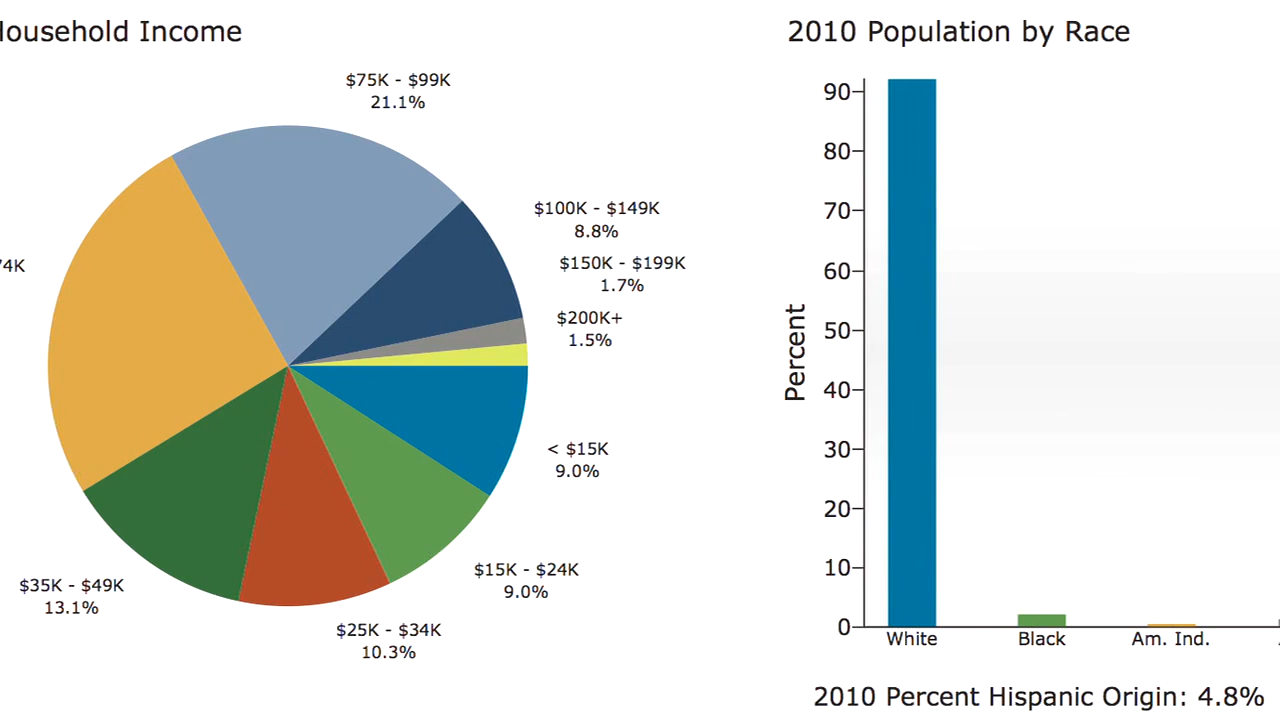 Household Income
$75K - $99K
21.1%
$100K - $149K
8.8%
$150K - $199K
1.7%
$200K+
1.5%
74K
< $15K
9.0%
$15K - $24K
9.0%
$25K - $34K
10.3%
$35K - $49K
13.1%
2010 Population by Race
Percent
90
80
70
60
50
40
30
20
10
0
White Black Am. Ind.
2010 Percent Hispanic Origin: 4.8%